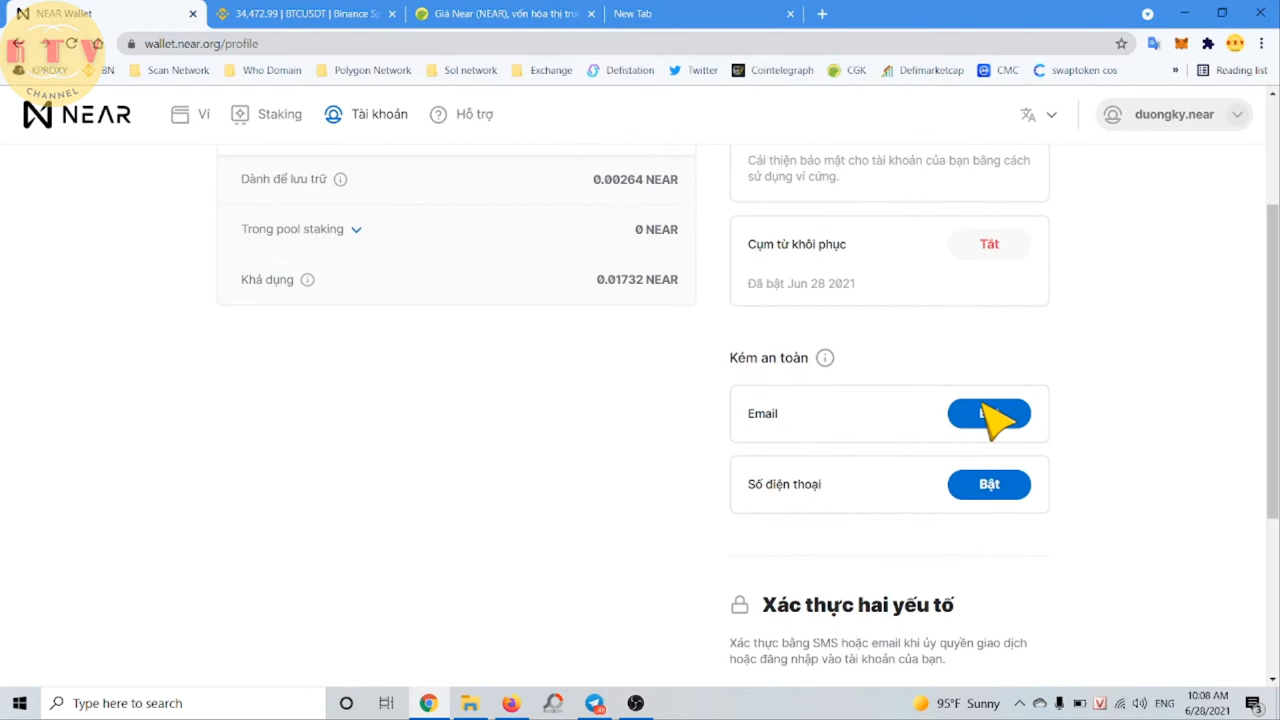 NEAR Wallet
34,472.99 | BTCUSDT | Binance Sp
Giá Near (NEAR), vốn hóa thị trư
New Tab
wallet.near.org/profile
KPROXY
BN
Scan Network
Who Domain
Polygon Network
Sol network
Exchange
Defistation
Twitter
Cointelegraph
CGK
Defimarketcap
CMC
swaptoken cos
»
Reading list
nTV
CHANNEL
NEAR
Ví
Staking
Tài khoản
Hỗ trợ
duongky.near
Dành để lưu trữ
0.00264 NEAR
Trong pool staking
0 NEAR
Khả dụng
0.01732 NEAR
Cải thiện bảo mật cho tài khoản của bạn bằng cách
sử dụng ví cứng.
Cụm từ khôi phục
Tắt
Đã bật Jun 28 2021
Kém an toàn
Email
Số điện thoại
Bật
Xác thực hai yếu tố
Xác thực bằng SMS hoặc email khi ủy quyền giao dịch
hoặc đăng nhập vào tài khoản của bạn.
Type here to search
95°F Sunny
ENG
10:08 AM
6/28/2021